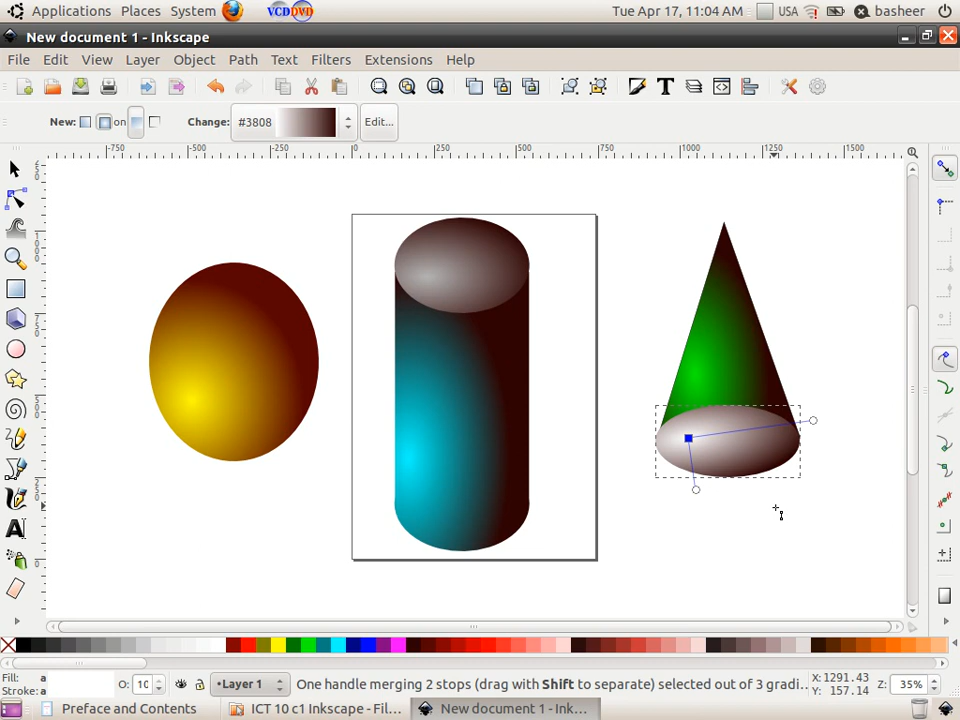 Applications Places System VCDDVD Tue Apr 17, 11:04 AM USA basheer
New document 1 - Inkscape
File Edit View Layer Object Path Text Filters Extensions Help
New: on Change: #3808 Edit...
-750 -500 -250 0 250 500 750 1000 1250 1500
Fill: a
Stroke: a
O: 10 •Layer 1 One handle merging 2 stops (drag with Shift to separate) selected out of 3 gradi... X: 1291.43 Y: 157.14 Z: 35%
Preface and Contents ICT 10 c1 Inkscape - Fil... New document 1 - Ink...